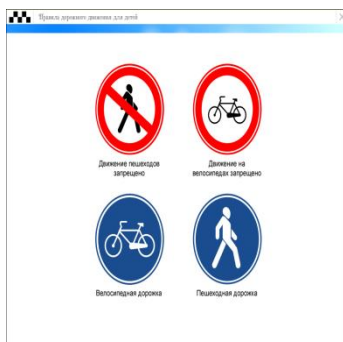 Правила дорожного движения для детей
Движение пешеходов
запрещено
Движение на
велосипедах запрещено
Велосипедная дорожка
Пешеходная дорожка